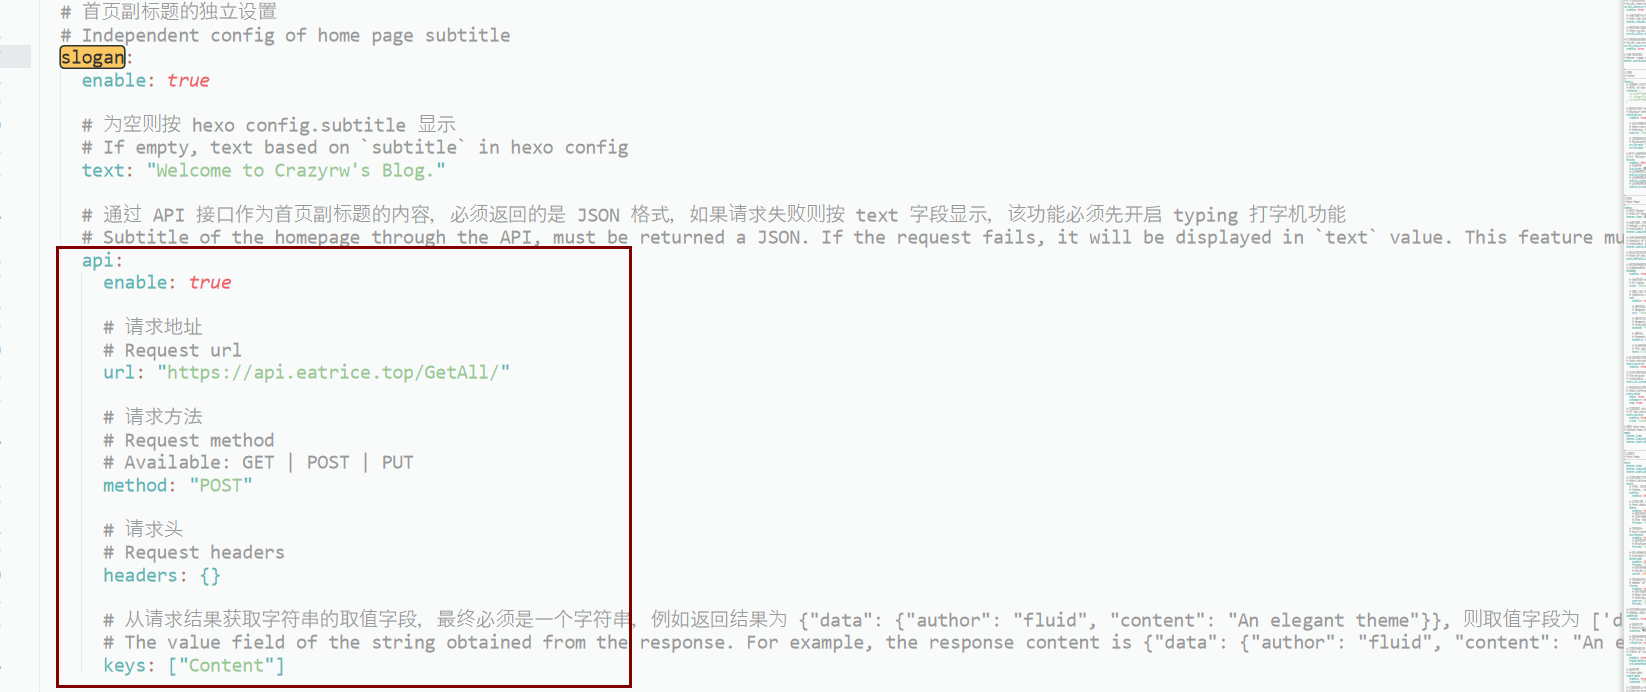 # 首页副标题的独立设置
# Independent config of home page subtitle
slogan:
enable: true
# 为空则按 hexo config.subtitle 显示
# If empty, text based on `subtitle` in hexo config
text: "Welcome to Crazyrw's Blog."
# 通过 API 接口作为首页副标题的内容, 必须返回的是 JSON 格式, 如果请求失败则按 text 字段显示, 该功能必须先开启 typing 打字机功能
# Subtitle of the homepage through the API, must be returned a JSON. If the request fails, it will be displayed in `text` value. This feature mu
api:
enable: true
# 请求地址
# Request url
url: "https://api.eatrice.top/GetAll/"
# 请求方法
# Request method
# Available: GET | POST | PUT
method: "POST"
# 请求头
# Request headers
headers: {}
# 从请求结果获取字符串的取值字段, 最终必须是一个字符串, 例如返回结果为 {"data": {"author": "fluid", "content": "An elegant theme"}}, 则取值字段为 ['d
# The value field of the string obtained from the response. For example, the response content is {"data": {"author": "fluid", "content": "An e
keys: ["Content"]